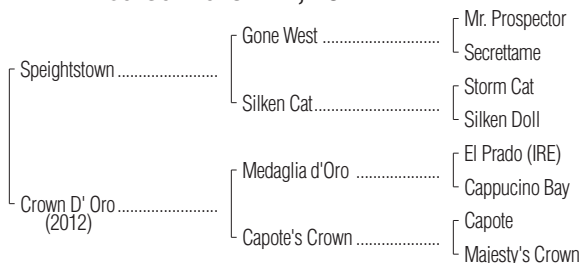 Mr. Prospector
Gone West ..............................
Secrettame
Speightstown ........................
Storm Cat
Silken Cat...............................
Silken Doll
El Prado (IRE)
Medaglia d'Oro .....................
Cappucino Bay
Crown D' Oro ........................
(2012)
Capote
Capote's Crown ....................
Majesty's Crown